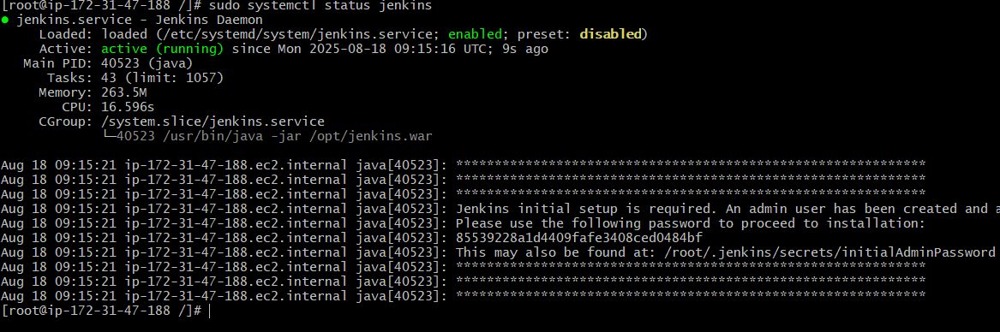 [root@ip-172-31-47-188 /]# sudo systemctl status jenkins
● jenkins.service - Jenkins Daemon
     Loaded: loaded (/etc/systemd/system/jenkins.service; enabled; preset: disabled)
     Active: active (running) since Mon 2025-08-18 09:15:16 UTC; 9s ago
   Main PID: 40523 (java)
      Tasks: 43 (limit: 1057)
     Memory: 263.5M
        CPU: 16.596s
     CGroup: /system.slice/jenkins.service
             └─40523 /usr/bin/java -jar /opt/jenkins.war
Aug 18 09:15:21 ip-172-31-47-188.ec2.internal java[40523]: *************************************************************
Aug 18 09:15:21 ip-172-31-47-188.ec2.internal java[40523]: *************************************************************
Aug 18 09:15:21 ip-172-31-47-188.ec2.internal java[40523]: *************************************************************
Aug 18 09:15:21 ip-172-31-47-188.ec2.internal java[40523]: Jenkins initial setup is required. An admin user has been created and a
Aug 18 09:15:21 ip-172-31-47-188.ec2.internal java[40523]: Please use the following password to proceed to installation:
Aug 18 09:15:21 ip-172-31-47-188.ec2.internal java[40523]: 85539228a1d4409fafe3408ced0484bf
Aug 18 09:15:21 ip-172-31-47-188.ec2.internal java[40523]: This may also be found at: /root/.jenkins/secrets/initialAdminPassword
Aug 18 09:15:21 ip-172-31-47-188.ec2.internal java[40523]: *************************************************************
Aug 18 09:15:21 ip-172-31-47-188.ec2.internal java[40523]: *************************************************************
Aug 18 09:15:21 ip-172-31-47-188.ec2.internal java[40523]: *************************************************************
[root@ip-172-31-47-188 /]#